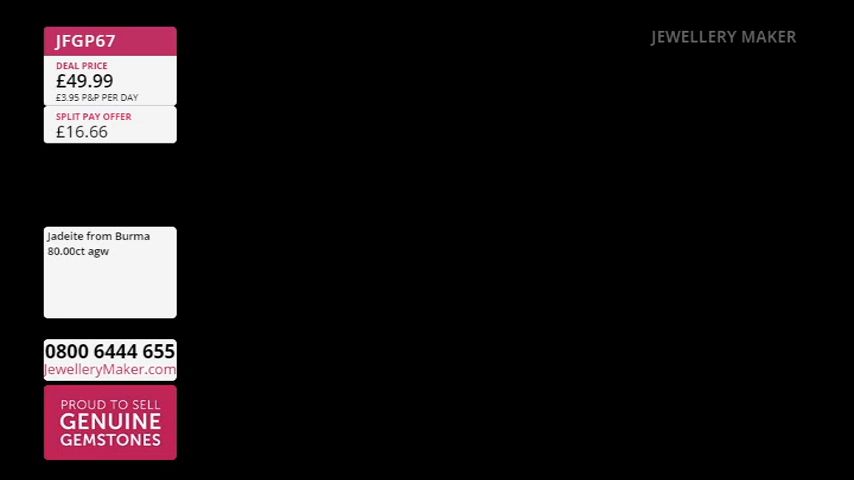 JFGP67
JEWELLERY MAKER
DEAL PRICE
£49.99
£3.95 P&P PER DAY
SPLIT PAY OFFER
£16.66
Jadeite from Burma
80.00ct agw
0800 6444 655
JewelleryMaker.com
PROUD TO SELL
GENUINE
GEMSTONES